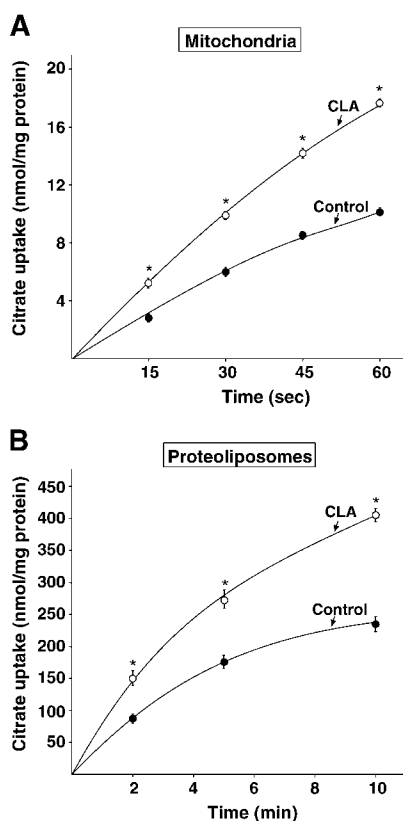 A
Mitochondria
Citrate uptake (nmol/mg protein)
20
16
12
8
4
*
*
*
*
CLA
Control
15 30 45 60
Time (sec)
B
Proteoliposomes
Citrate uptake (nmol/mg protein)
450
400
350
300
250
200
150
100
50
*
*
*
CLA
Control
2 4 6 8 10
Time (min)